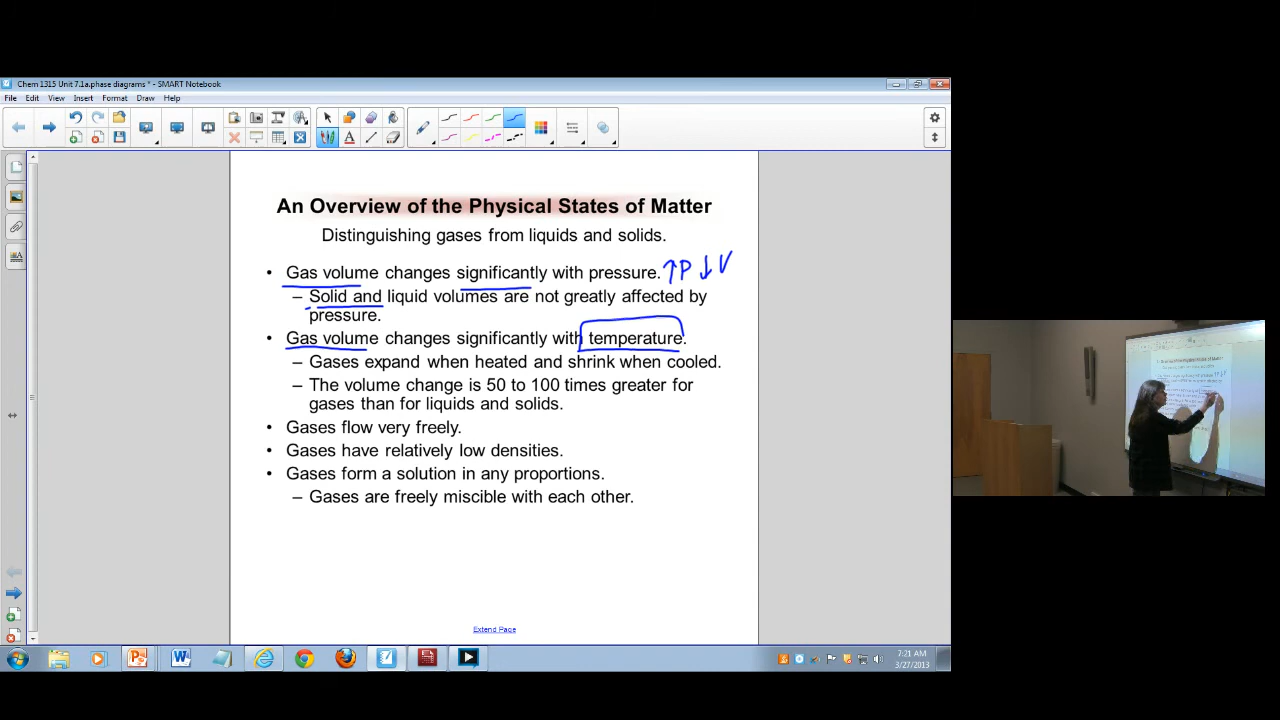 Chem 1315 Unit 7.1a.phase diagrams * - SMART Notebook
File Edit View Insert Format Draw Help
An Overview of the Physical States of Matter
Distinguishing gases from liquids and solids.
• Gas volume changes significantly with pressure. ↑P ↓V
– Solid and liquid volumes are not greatly affected by
pressure.
• Gas volume changes significantly with temperature.
– Gases expand when heated and shrink when cooled.
– The volume change is 50 to 100 times greater for
gases than for liquids and solids.
• Gases flow very freely.
• Gases have relatively low densities.
• Gases form a solution in any proportions.
– Gases are freely miscible with each other.
Extend Page
7:21 AM
3/27/2013